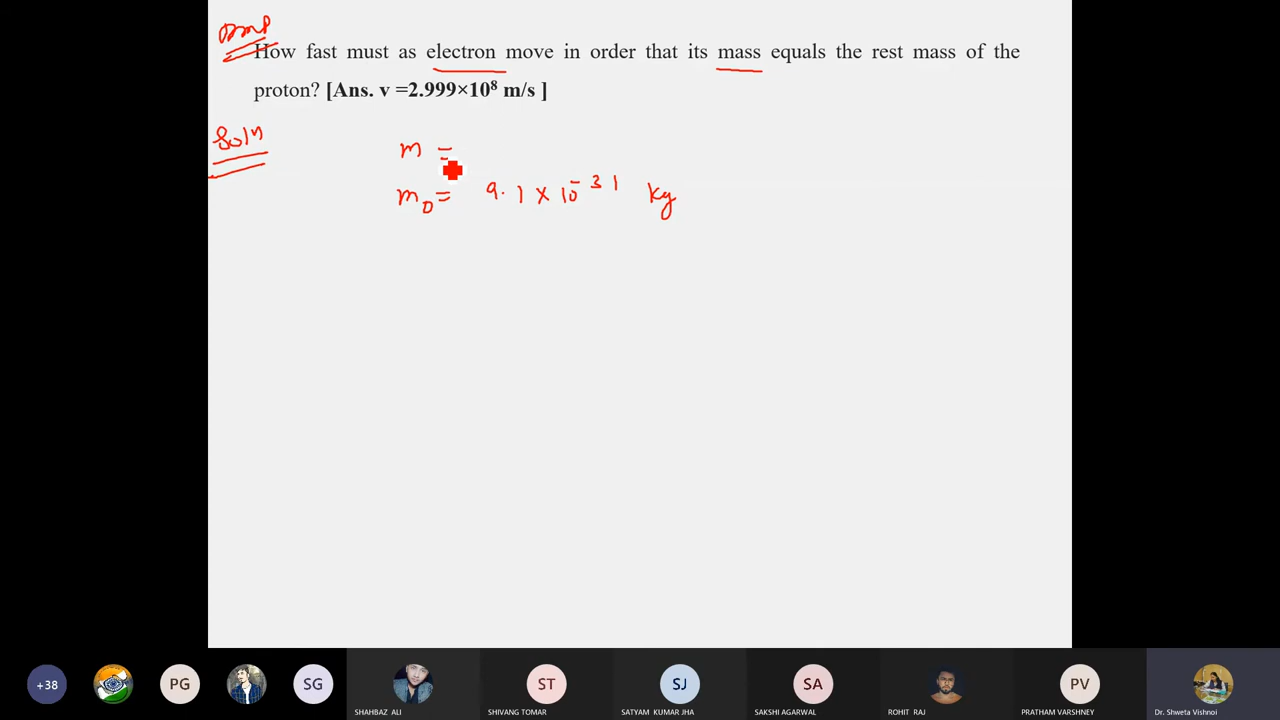 Imp
How fast must as electron move in order that its mass equals the rest mass of the
proton? [Ans. v =2.999×10⁸ m/s ]
Soln
m =
m₀ = 9.1 × 10⁻³¹ kg
+38
PG
SG
ST
SJ
SA
PV
SHAHBAZ ALI
SHIVANG TOMAR
SATYAM KUMAR JHA
SAKSHI AGARWAL
ROHIT RAJ
PRATHAM VARSHNEY
Dr. Shweta Vishnoi